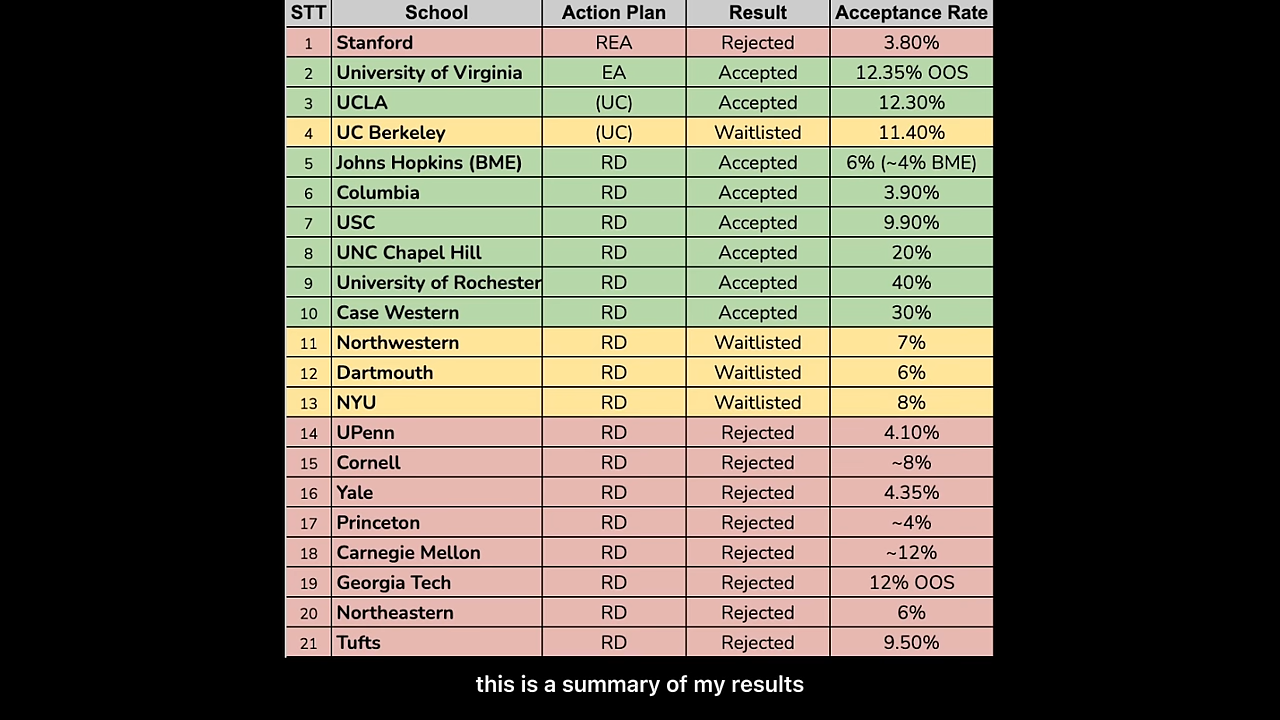 STT School Action Plan Result Acceptance Rate
1 Stanford REA Rejected 3.80%
2 University of Virginia EA Accepted 12.35% OOS
3 UCLA (UC) Accepted 12.30%
4 UC Berkeley (UC) Waitlisted 11.40%
5 Johns Hopkins (BME) RD Accepted 6% (~4% BME)
6 Columbia RD Accepted 3.90%
7 USC RD Accepted 9.90%
8 UNC Chapel Hill RD Accepted 20%
9 University of Rochester RD Accepted 40%
10 Case Western RD Accepted 30%
11 Northwestern RD Waitlisted 7%
12 Dartmouth RD Waitlisted 6%
13 NYU RD Waitlisted 8%
14 UPenn RD Rejected 4.10%
15 Cornell RD Rejected ~8%
16 Yale RD Rejected 4.35%
17 Princeton RD Rejected ~4%
18 Carnegie Mellon RD Rejected ~12%
19 Georgia Tech RD Rejected 12% OOS
20 Northeastern RD Rejected 6%
21 Tufts RD Rejected 9.50%
this is a summary of my results